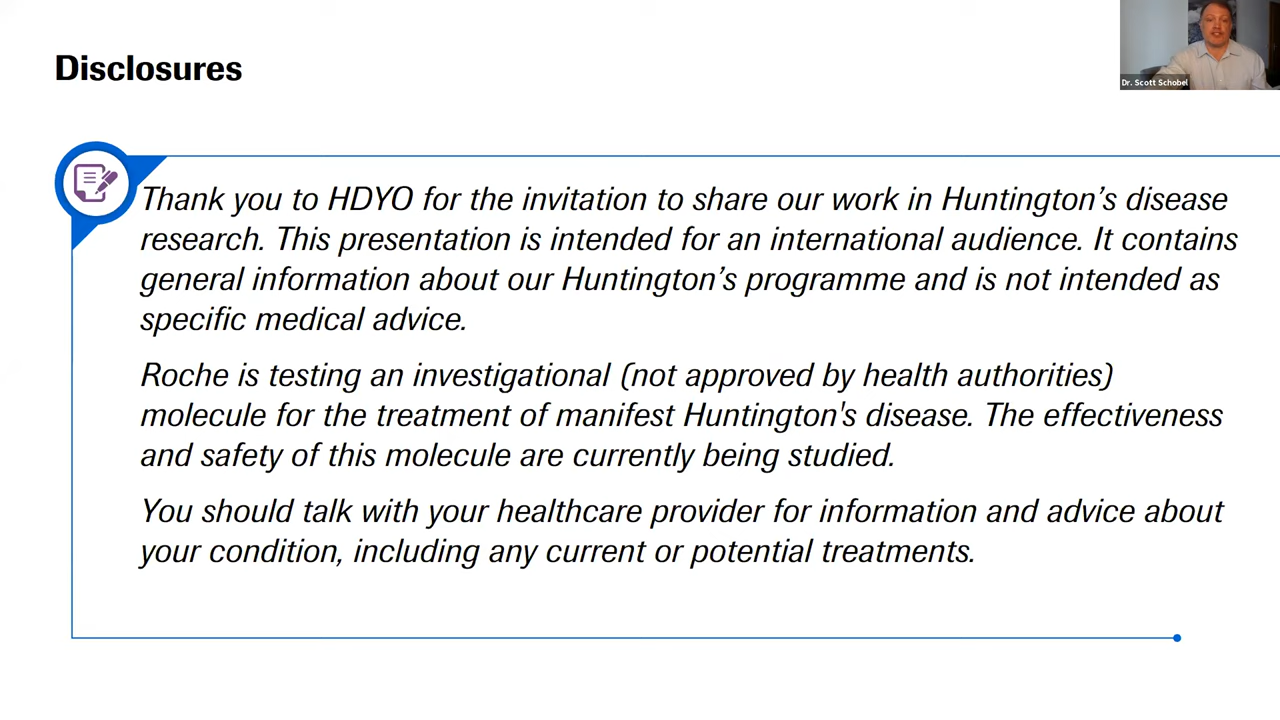 Disclosures
Dr. Scott Schobel
Thank you to HDYO for the invitation to share our work in Huntington’s disease
research. This presentation is intended for an international audience. It contains
general information about our Huntington’s programme and is not intended as
specific medical advice.
Roche is testing an investigational (not approved by health authorities)
molecule for the treatment of manifest Huntington's disease. The effectiveness
and safety of this molecule are currently being studied.
You should talk with your healthcare provider for information and advice about
your condition, including any current or potential treatments.